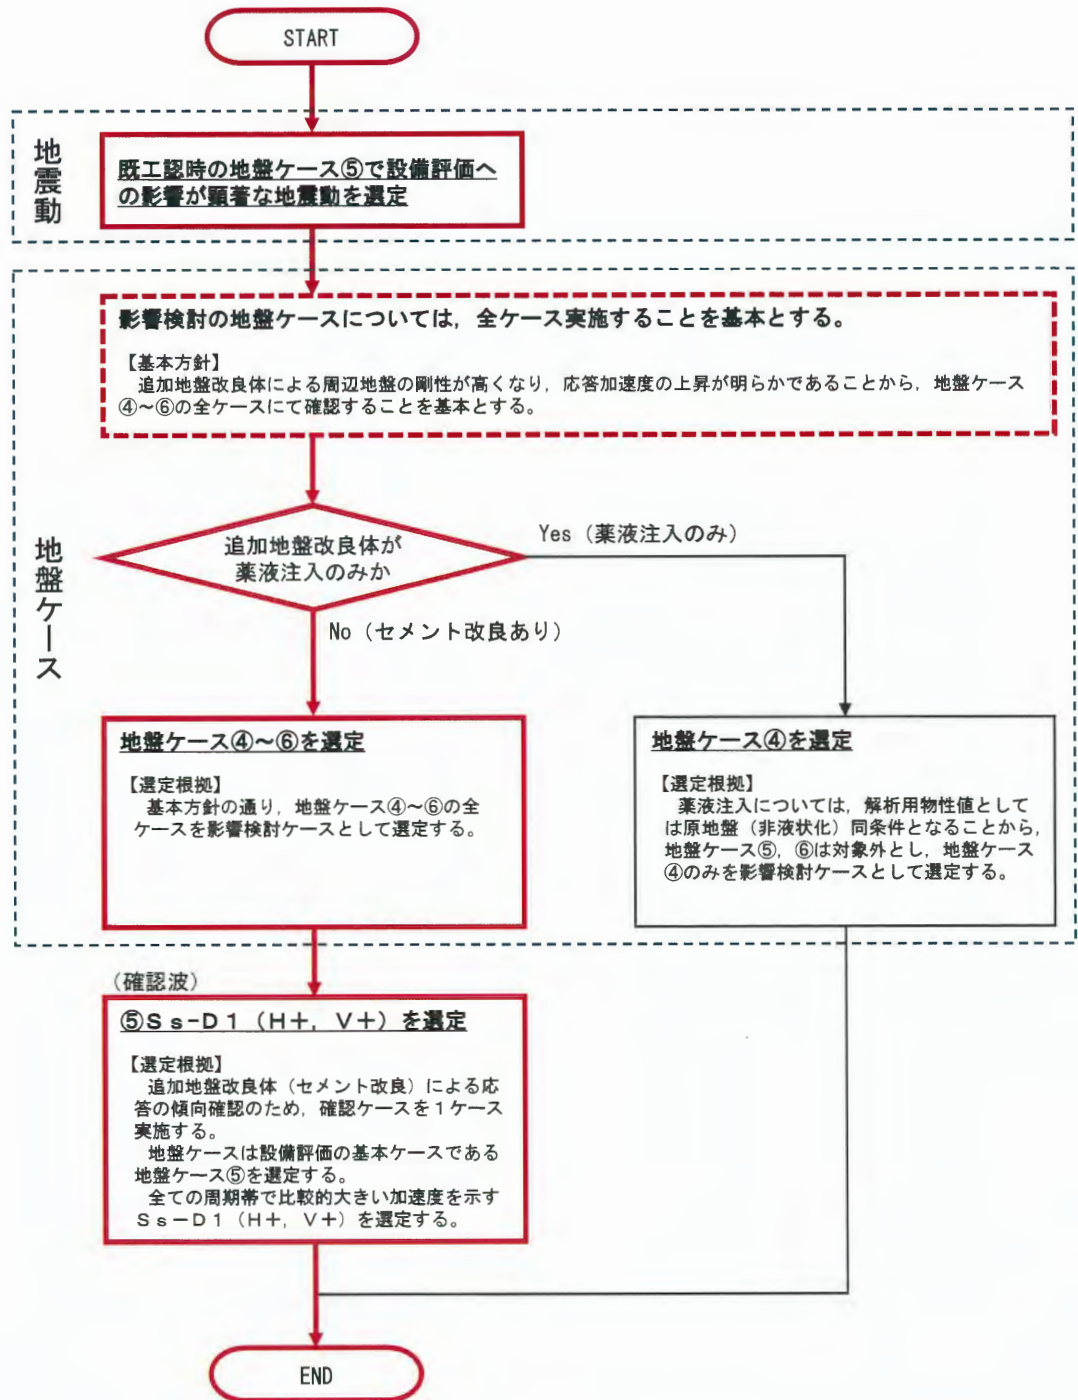 START
地震動
既工認時の地盤ケース⑤で設備評価へ
の影響が顕著な地震動を選定
影響検討の地盤ケースについては，全ケース実施することを基本とする。
【基本方針】
追加地盤改良体による周辺地盤の剛性が高くなり，応答加速度の上昇が明らかであることから，地盤ケース
④～⑥の全ケースにて確認することを基本とする。
地盤ケース
追加地盤改良体が
薬液注入のみか
Yes（薬液注入のみ）
No（セメント改良あり）
地盤ケース④～⑥を選定
【選定根拠】
基本方針の通り，地盤ケース④～⑥の全
ケースを影響検討ケースとして選定する。
地盤ケース④を選定
【選定根拠】
薬液注入については，解析用物性値として
は原地盤（非液状化）同条件となることから，
地盤ケース⑤，⑥は対象外とし，地盤ケース
④のみを影響検討ケースとして選定する。
（確認波）
⑤Ｓｓ－Ｄ１（Ｈ＋，Ｖ＋）を選定
【選定根拠】
追加地盤改良体（セメント改良）による応
答の傾向確認のため，確認ケースを１ケース
実施する。
地盤ケースは設備評価の基本ケースである
地盤ケース⑤を選定する。
全ての周期帯で比較的大きい加速度を示す
Ｓｓ－Ｄ１（Ｈ＋，Ｖ＋）を選定する。
END